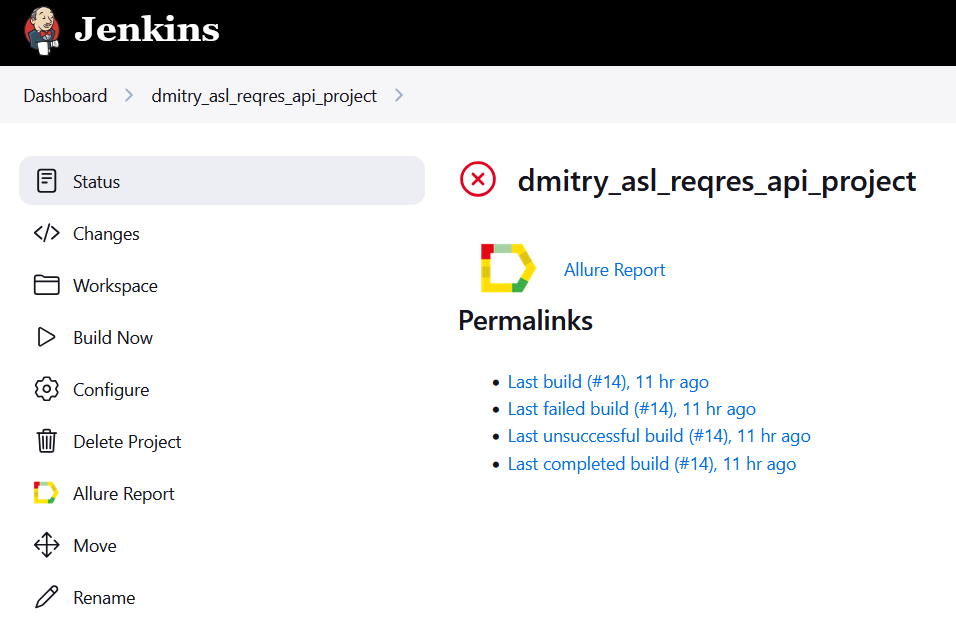 Jenkins
Dashboard > dmitry_asl_reqres_api_project >
Status
Changes
Workspace
Build Now
Configure
Delete Project
Allure Report
Move
Rename
dmitry_asl_reqres_api_project
Allure Report
Permalinks
• Last build (#14), 11 hr ago
• Last failed build (#14), 11 hr ago
• Last unsuccessful build (#14), 11 hr ago
• Last completed build (#14), 11 hr ago